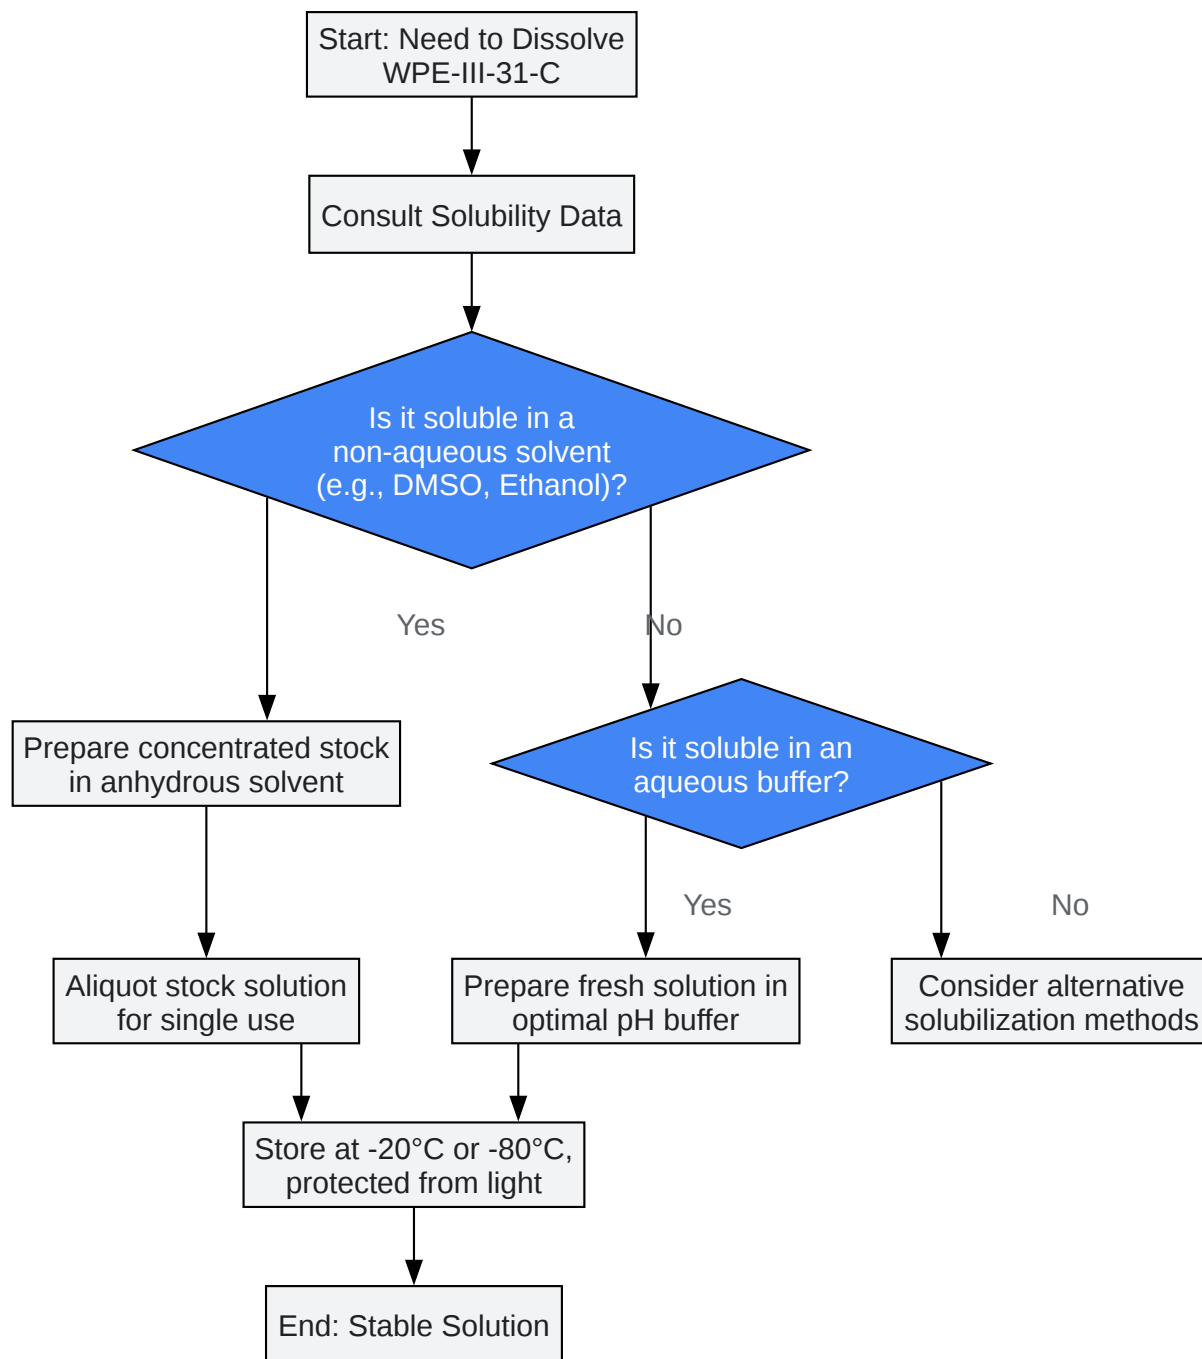 Start: Need to Dissolve
WPE-III-31-C
Consult Solubility Data
Is it soluble in a
non-aqueous solvent
(e.g., DMSO, Ethanol)?
Yes
No
Prepare concentrated stock
in anhydrous solvent
Is it soluble in an
aqueous buffer?
Yes
No
Aliquot stock solution
for single use
Prepare fresh solution in
optimal pH buffer
Consider alternative
solubilization methods
Store at -20°C or -80°C,
protected from light
End: Stable Solution